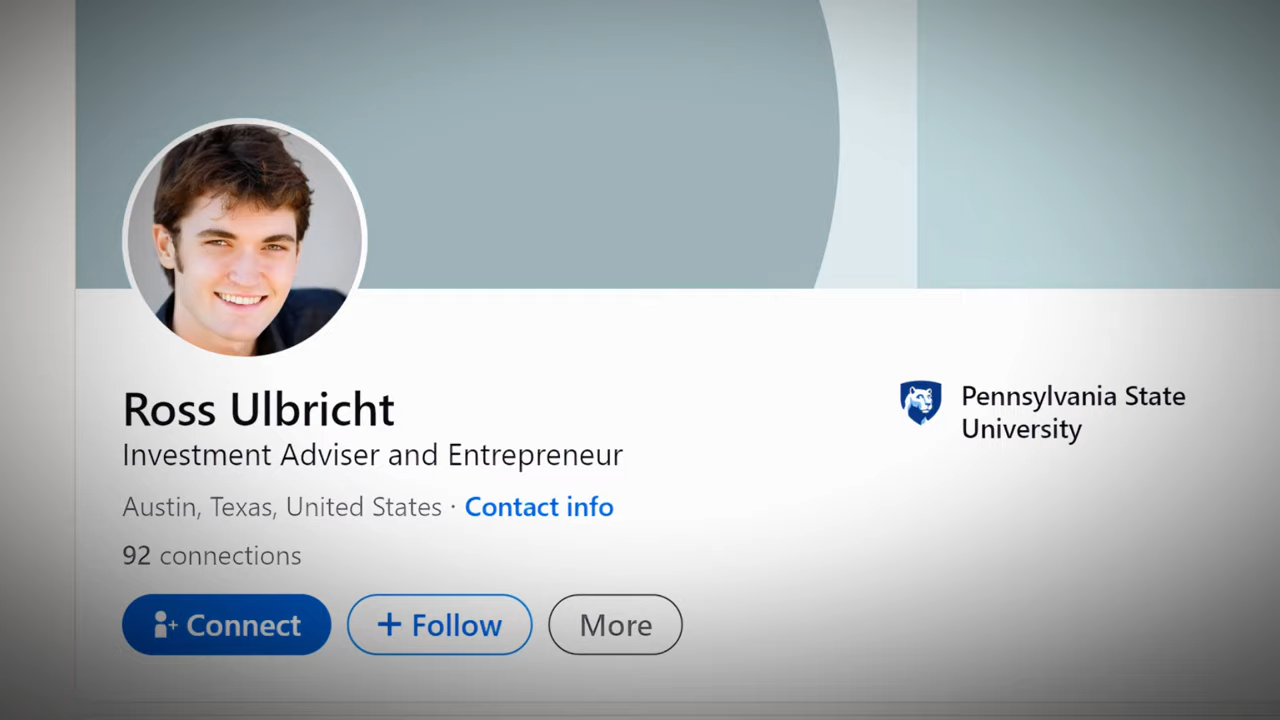 Ross Ulbricht
Investment Adviser and Entrepreneur
Austin, Texas, United States · Contact info
92 connections
Connect
+ Follow
More
Pennsylvania State
University